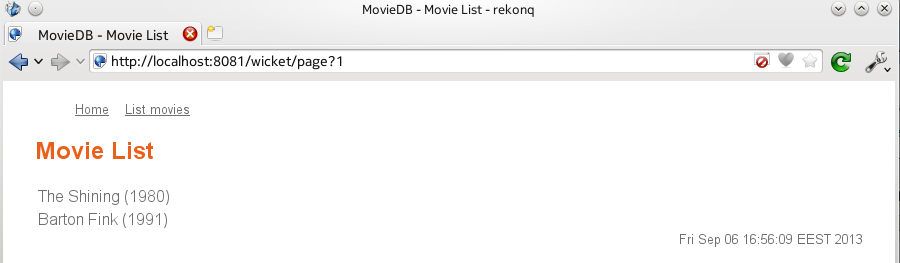 MovieDB - Movie List - rekonq
MovieDB - Movie List
http://localhost:8081/wicket/page?1
Home List movies
Movie List
The Shining (1980)
Barton Fink (1991)
Fri Sep 06 16:56:09 EEST 2013